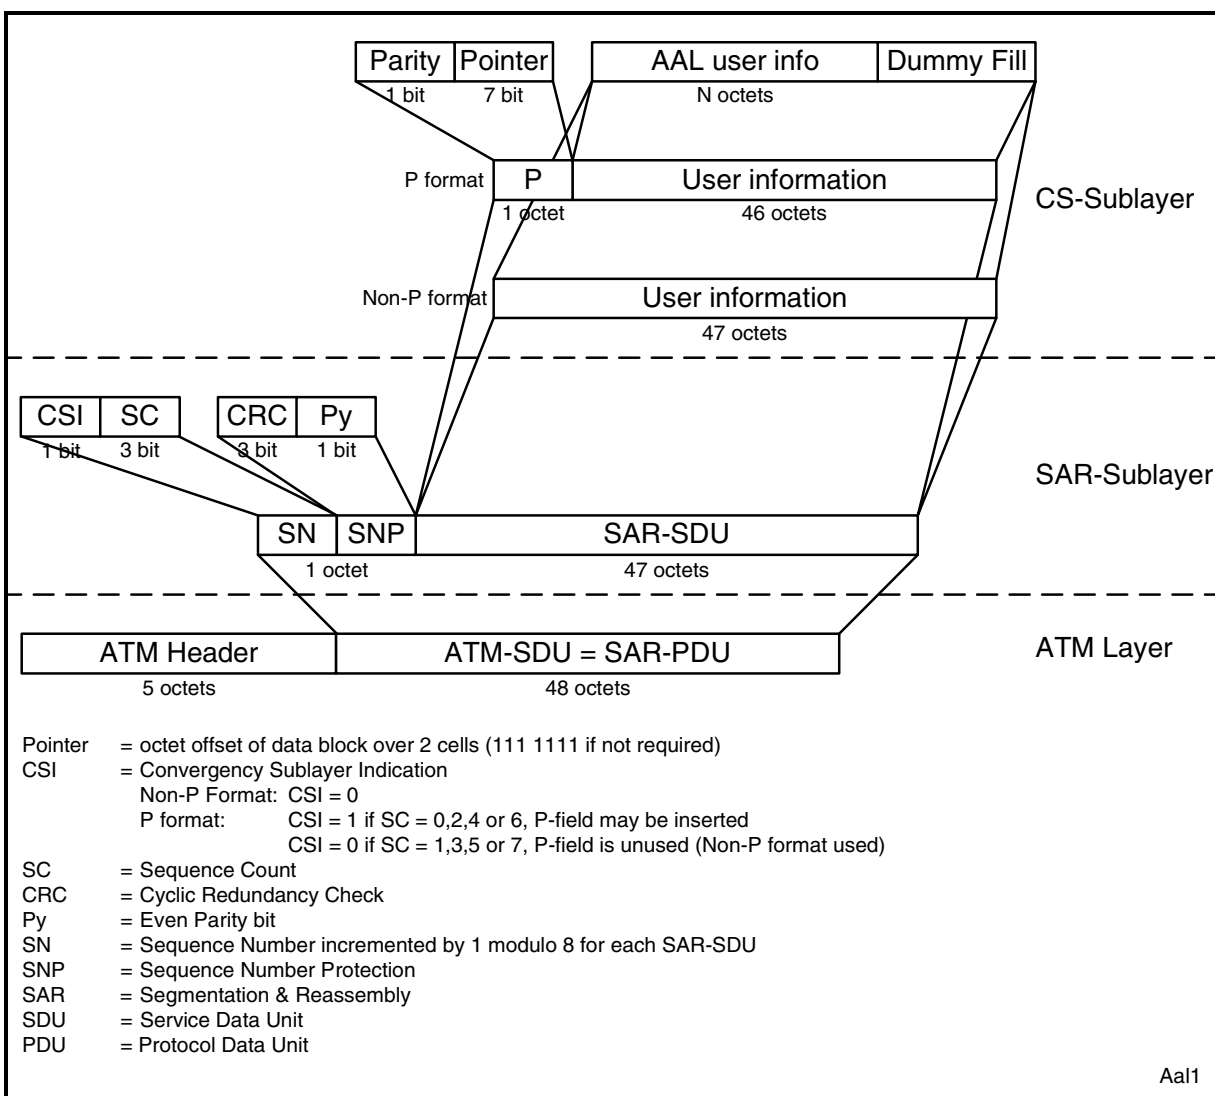 Parity Pointer AAL user info Dummy Fill
1 bit 7 bit N octets
P format P User information
1 octet 46 octets
CS-Sublayer
Non-P format User information
47 octets
CSI SC CRC Py
1 bit 3 bit 3 bit 1 bit
SAR-Sublayer
SN SNP SAR-SDU
1 octet 47 octets
ATM Header ATM-SDU = SAR-PDU ATM Layer
5 octets 48 octets
Pointer = octet offset of data block over 2 cells (111 1111 if not required)
CSI = Convergency Sublayer Indication
Non-P Format: CSI = 0
P format: CSI = 1 if SC = 0,2,4 or 6, P-field may be inserted
CSI = 0 if SC = 1,3,5 or 7, P-field is unused (Non-P format used)
SC = Sequence Count
CRC = Cyclic Redundancy Check
Py = Even Parity bit
SN = Sequence Number incremented by 1 modulo 8 for each SAR-SDU
SNP = Sequence Number Protection
SAR = Segmentation & Reassembly
SDU = Service Data Unit
PDU = Protocol Data Unit
Aal1